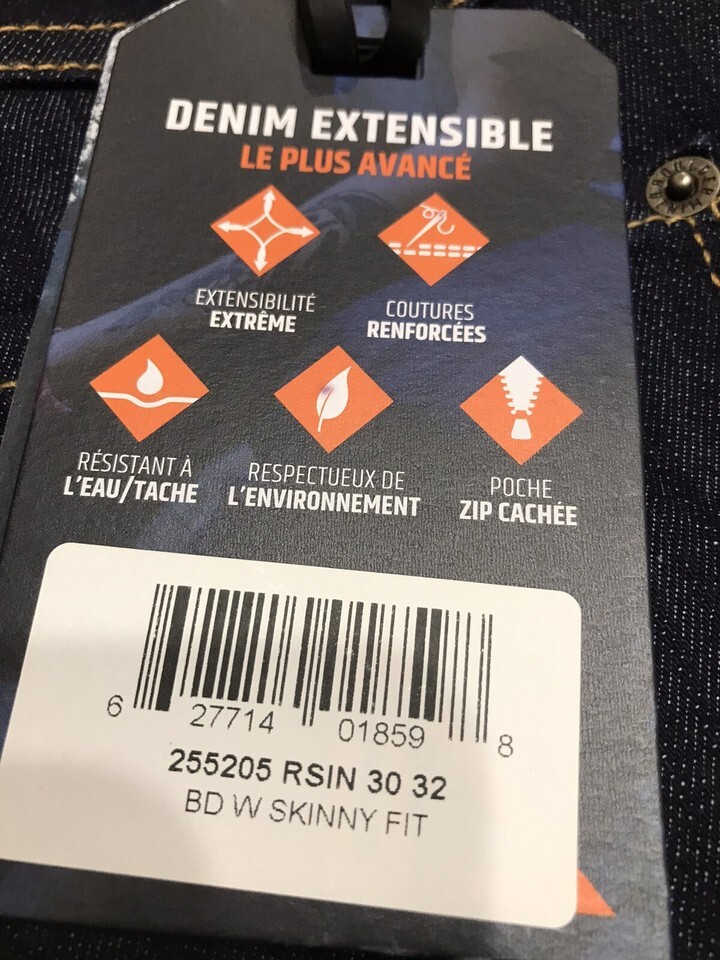 DENIM EXTENSIBLE
LE PLUS AVANCÉ
EXTENSIBILITÉ
EXTRÊME
COUTURES
RENFORCÉES
RÉSISTANT À
L'EAU/TACHE
RESPECTUEUX DE
L'ENVIRONNEMENT
POCHE
ZIP CACHÉE
6 27714 01859 8
255205 RSIN 30 32
BD W SKINNY FIT